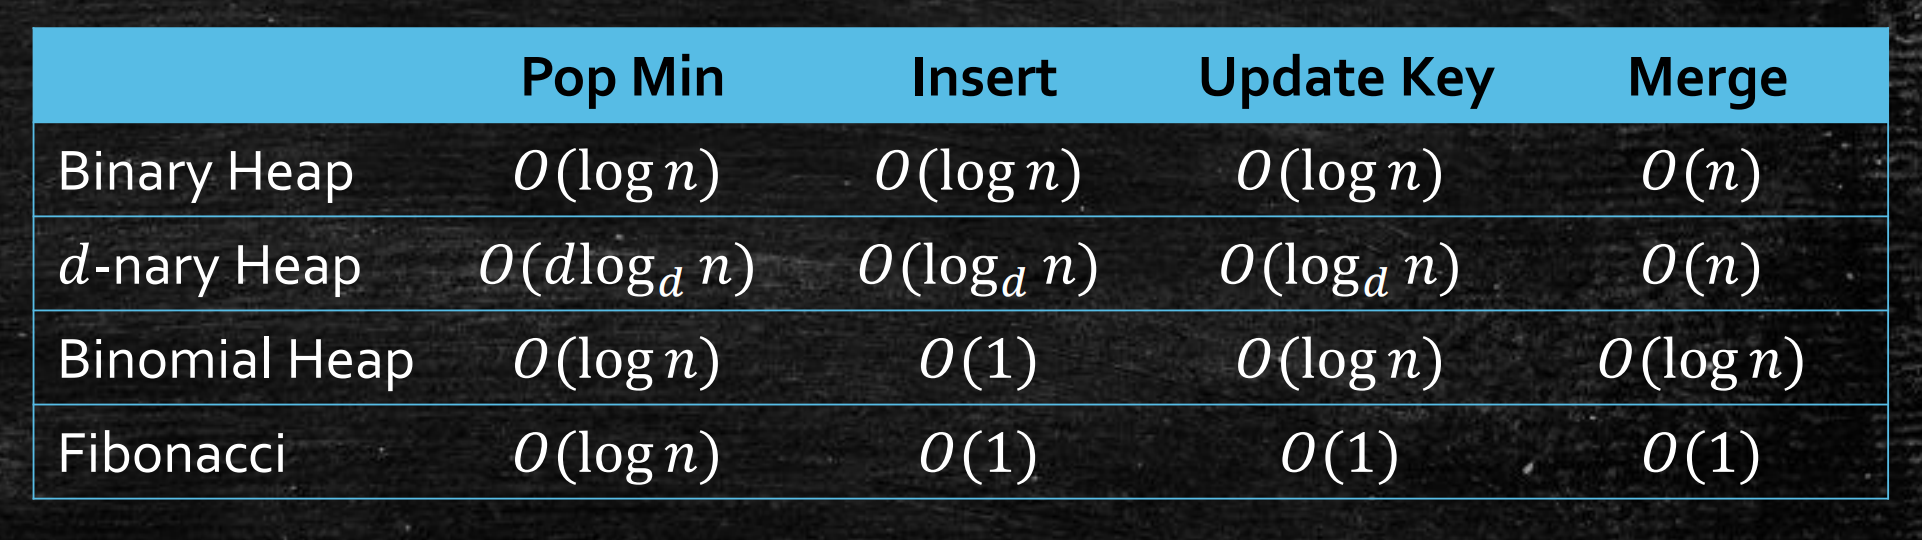 Pop Min Insert Update Key Merge
Binary Heap O(log n) O(log n) O(log n) O(n)
d-nary Heap O(dlog_d n) O(log_d n) O(log_d n) O(n)
Binomial Heap O(log n) O(1) O(log n) O(log n)
Fibonacci O(log n) O(1) O(1) O(1)